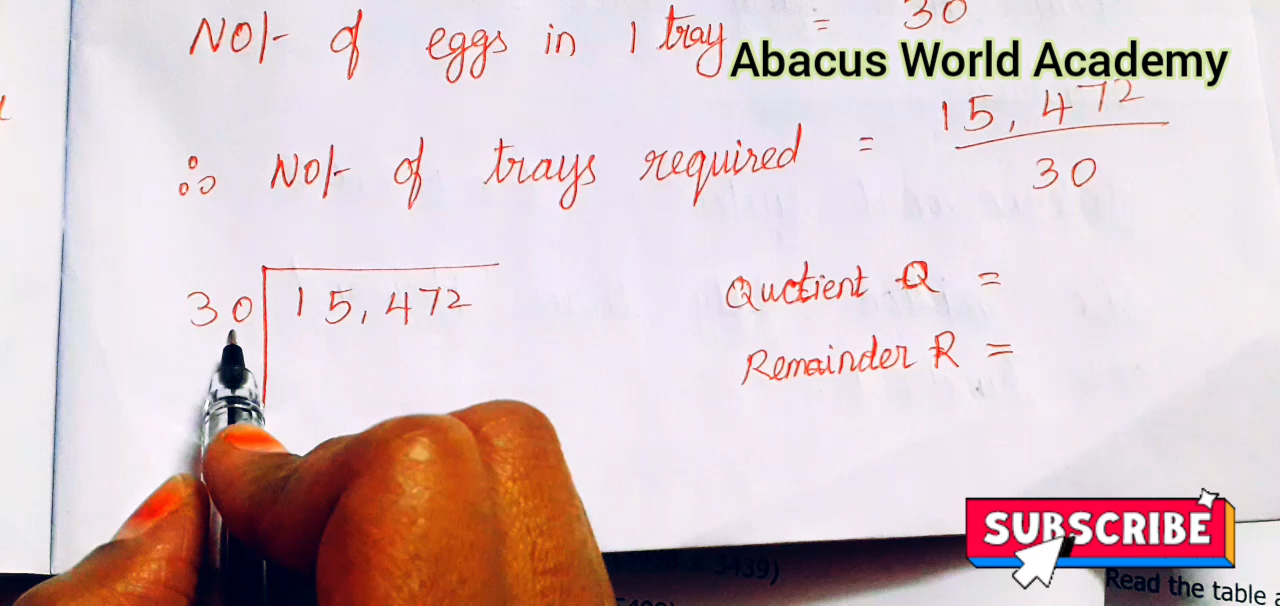 No/- of eggs in 1 tray = 30
Abacus World Academy
∴ No/- of trays required = 15,472
30
30 15,472
Quotient Q =
Remainder R =
SUBSCRIBE
3439)
Read the table